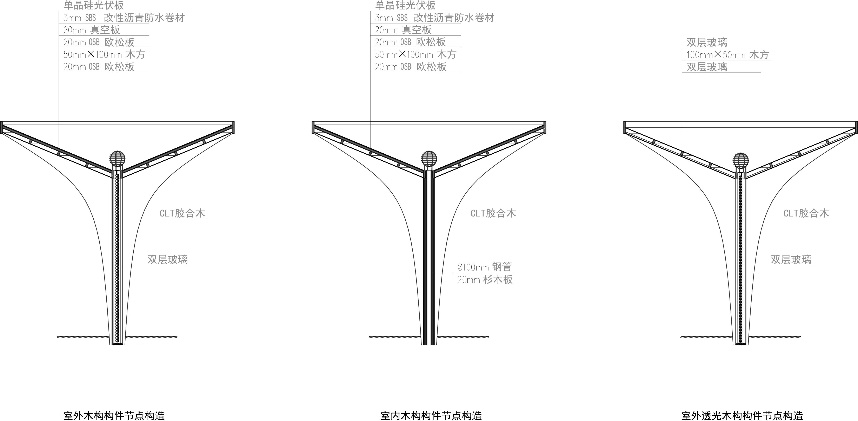 单晶硅光伏板
3mm SBS 改性沥青防水卷材
20mm 真空板
20mm OSB 欧松板
50mm×100mm 木方
20mm OSB 欧松板
CLT胶合木
双层玻璃
室外木构构件节点构造
单晶硅光伏板
3mm SBS 改性沥青防水卷材
20mm 真空板
20mm OSB 欧松板
50mm×100mm 木方
20mm OSB 欧松板
CLT胶合木
Ø100mm 钢管
20mm 杉木板
室内木构构件节点构造
双层玻璃
100mm×50mm 木方
双层玻璃
CLT胶合木
双层玻璃
室外透光木构构件节点构造